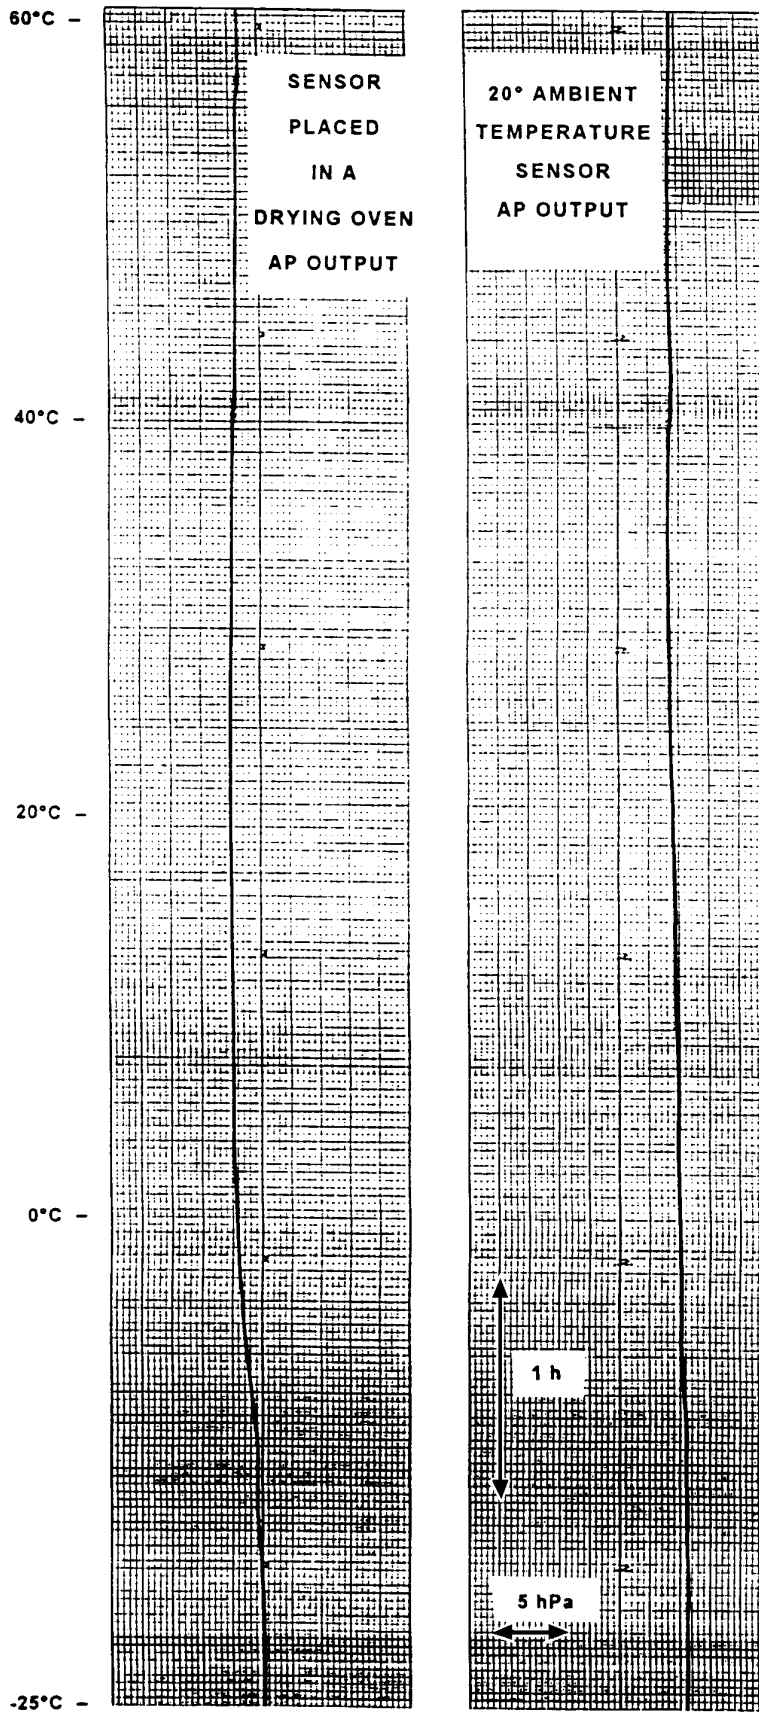 60°C –
SENSOR
PLACED
IN A
DRYING OVEN
AP OUTPUT
20° AMBIENT
TEMPERATURE
SENSOR
AP OUTPUT
40°C –
20°C –
0°C –
1 h
5 hPa
-25°C –